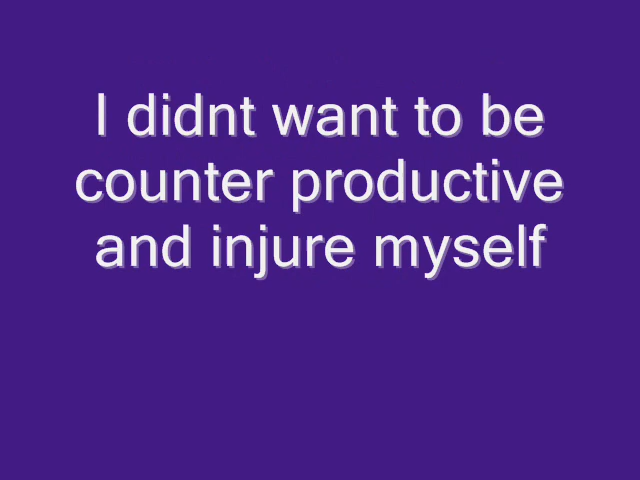 I didnt want to be
counter productive
and injure myself